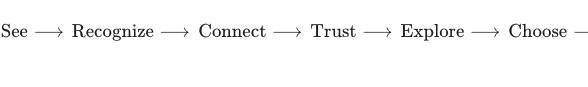 See ⟶ Recognize ⟶ Connect ⟶ Trust ⟶ Explore ⟶ Choose —